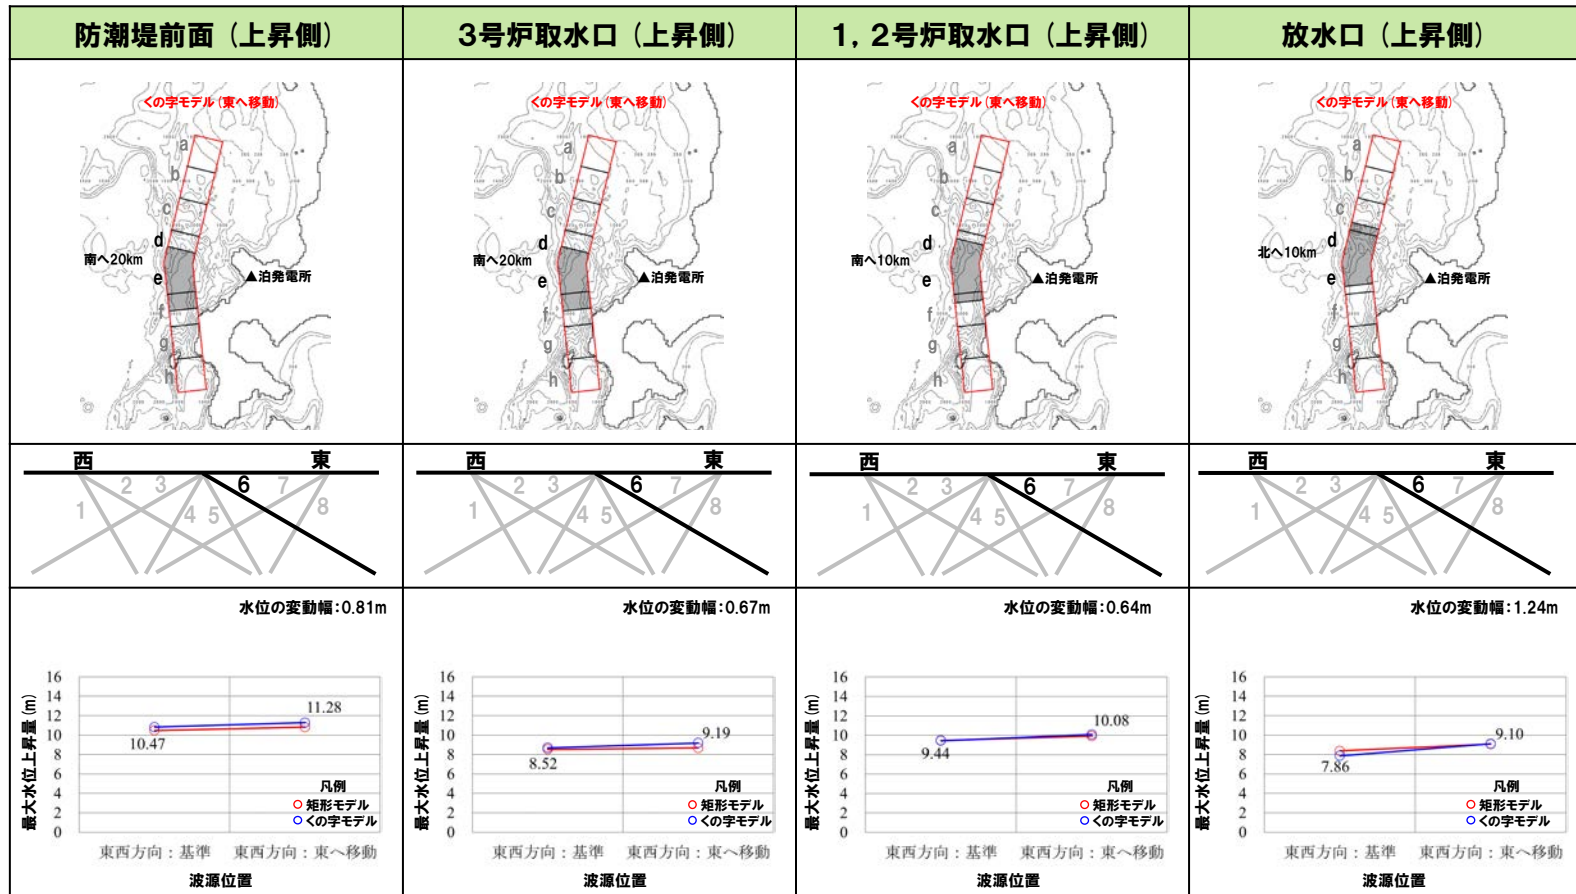 防潮堤前面（上昇側）
3号炉取水口（上昇側）
1，2号炉取水口（上昇側）
放水口（上昇側）
くの字モデル(東へ移動)
a
b
c
d
南へ20km
e
▲泊発電所
f
g
h
くの字モデル(東へ移動)
a
b
c
d
南へ20km
e
▲泊発電所
f
g
h
くの字モデル(東へ移動)
a
b
c
d
南へ10km
e
▲泊発電所
f
g
h
くの字モデル(東へ移動)
a
b
c
d
北へ10km
e
▲泊発電所
f
g
h
西 東
1 2 3 4 5 6 7 8
西 東
1 2 3 4 5 6 7 8
西 東
1 2 3 4 5 6 7 8
西 東
1 2 3 4 5 6 7 8
水位の変動幅：0.81m
最大水位上昇量(m)
16
14
12
10
8
6
4
2
0
10.47
11.28
凡例
矩形モデル
くの字モデル
東西方向：基準 東西方向：東へ移動
波源位置
水位の変動幅：0.67m
最大水位上昇量(m)
16
14
12
10
8
6
4
2
0
8.52
9.19
凡例
矩形モデル
くの字モデル
東西方向：基準 東西方向：東へ移動
波源位置
水位の変動幅：0.64m
最大水位上昇量(m)
16
14
12
10
8
6
4
2
0
9.44
10.08
凡例
矩形モデル
くの字モデル
東西方向：基準 東西方向：東へ移動
波源位置
水位の変動幅：1.24m
最大水位上昇量(m)
16
14
12
10
8
6
4
2
0
7.86
9.10
凡例
矩形モデル
くの字モデル
東西方向：基準 東西方向：東へ移動
波源位置